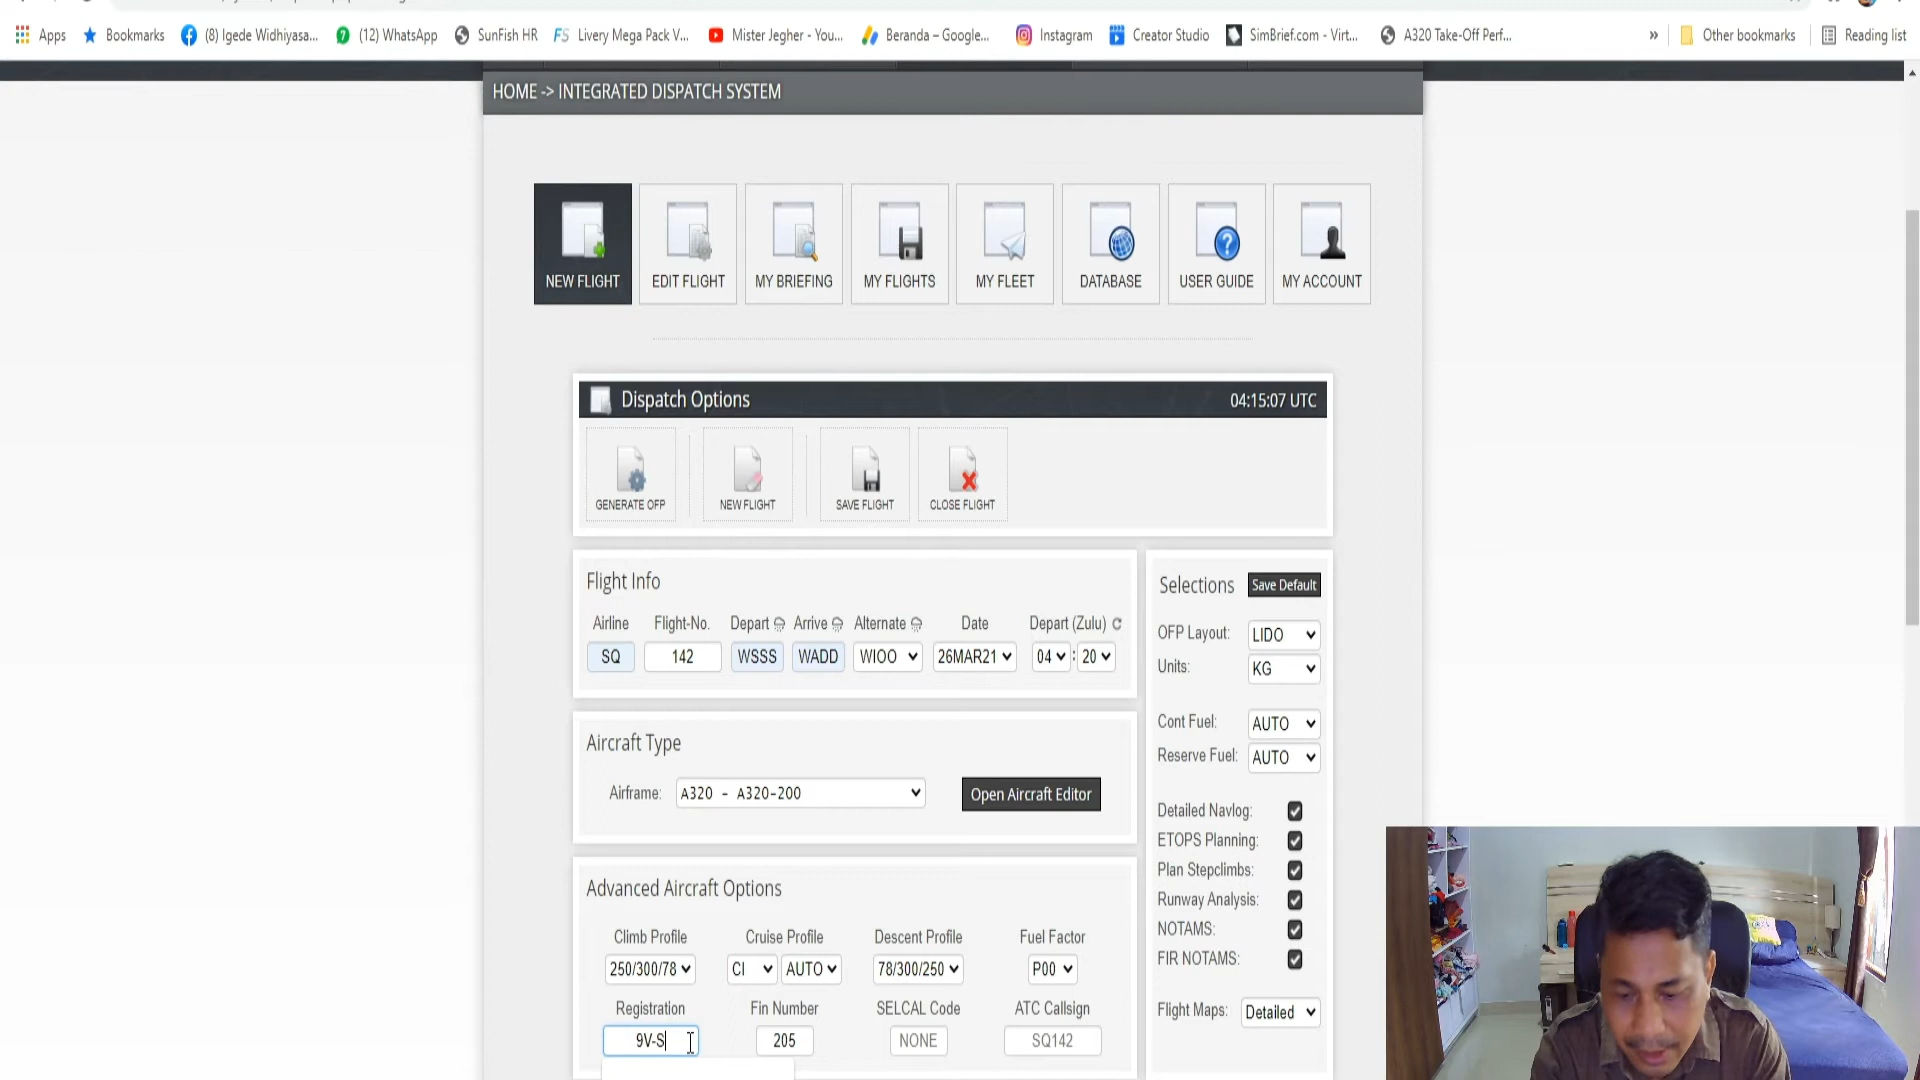 Apps Bookmarks (8) Igede Widhiyasa... (12) WhatsApp SunFish HR Livery Mega Pack V... Mister Jegher - You... Beranda – Google... Instagram Creator Studio SimBrief.com - Virt... A320 Take-Off Perf... » Other bookmarks Reading list
HOME -> INTEGRATED DISPATCH SYSTEM
NEW FLIGHT EDIT FLIGHT MY BRIEFING MY FLIGHTS MY FLEET DATABASE USER GUIDE MY ACCOUNT
Dispatch Options 04:15:07 UTC
GENERATE OFP NEW FLIGHT SAVE FLIGHT CLOSE FLIGHT
Flight Info
Airline Flight-No. Depart Arrive Alternate Date Depart (Zulu)
SQ 142 WSSS WADD WIOO 26MAR21 04 : 20
Aircraft Type
Airframe: A320 - A320-200 Open Aircraft Editor
Advanced Aircraft Options
Climb Profile Cruise Profile Descent Profile Fuel Factor
250/300/78 CI AUTO 78/300/250 P00
Registration Fin Number SELCAL Code ATC Callsign
9V-S 205 NONE SQ142
Selections Save Default
OFP Layout: LIDO
Units: KG
Cont Fuel: AUTO
Reserve Fuel: AUTO
Detailed Navlog:
ETOPS Planning:
Plan Stepclimbs:
Runway Analysis:
NOTAMS:
FIR NOTAMS:
Flight Maps: Detailed